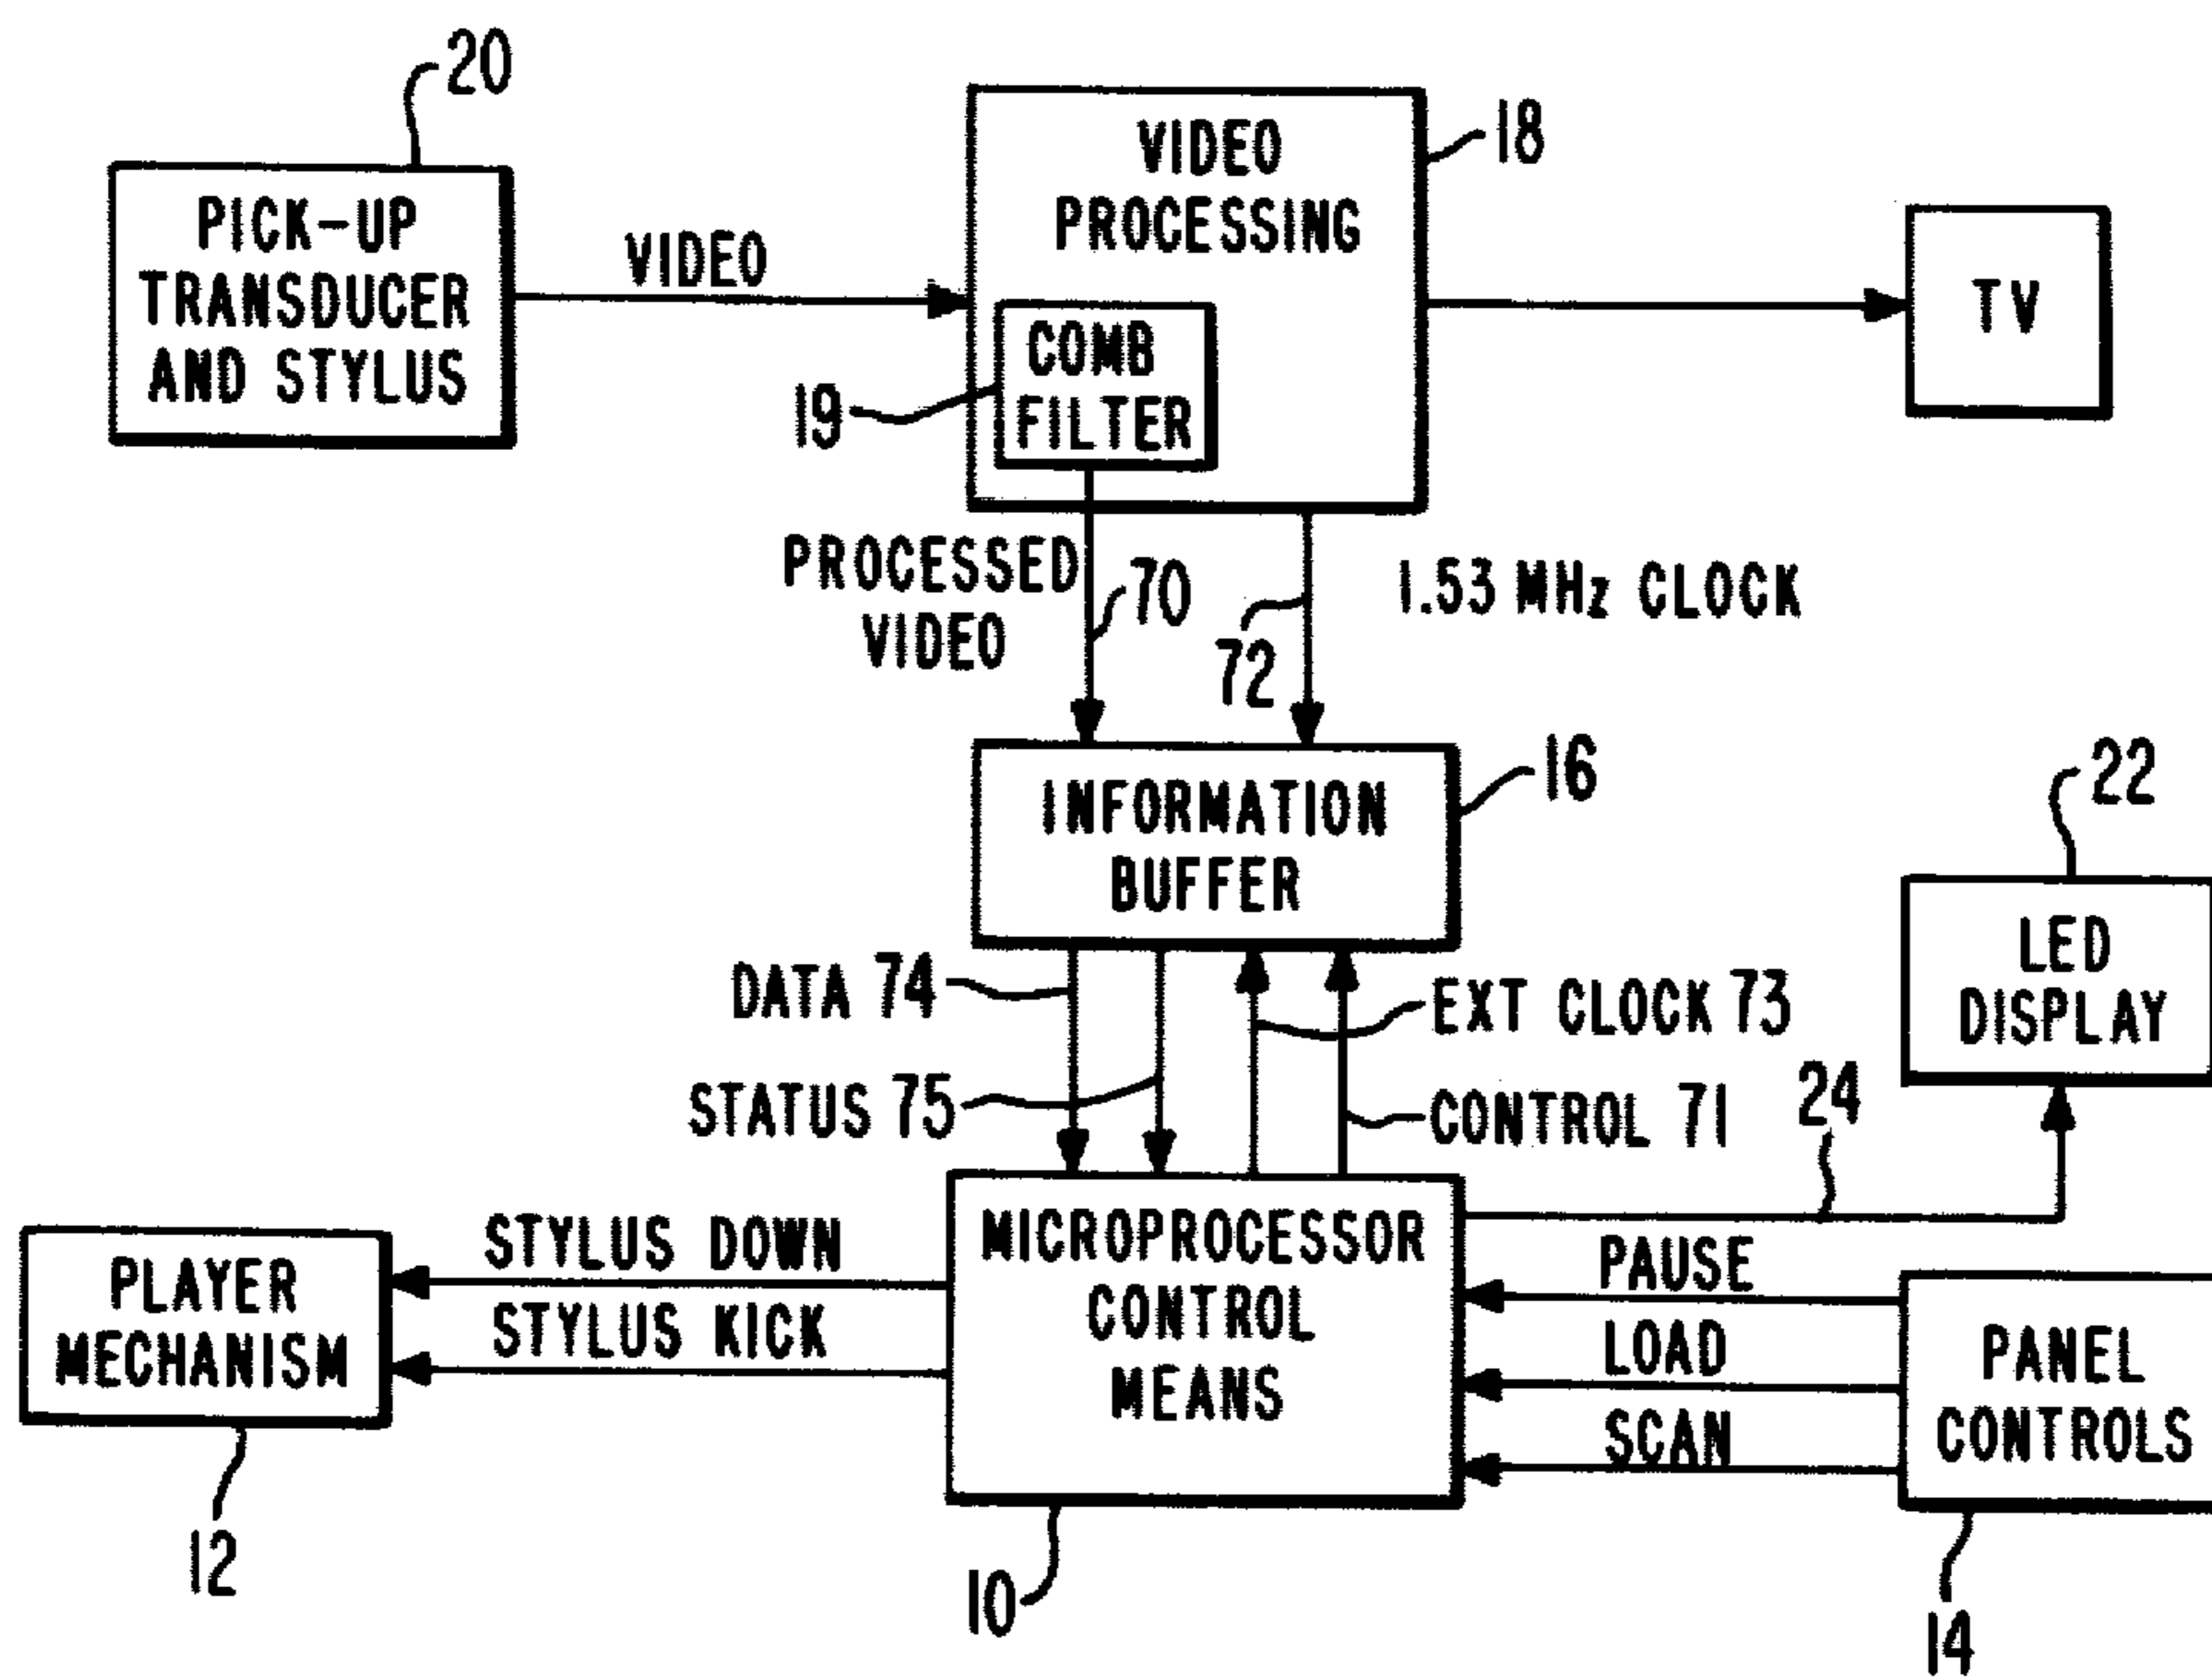 20
PICK-UP
TRANSDUCER
AND STYLUS
VIDEO
VIDEO
PROCESSING
18
COMB
FILTER
19
TV
PROCESSED
VIDEO
70
72
1.53 MHz CLOCK
INFORMATION
BUFFER
16
22
LED
DISPLAY
DATA 74
STATUS 75
EXT CLOCK 73
CONTROL 71
24
PLAYER
MECHANISM
12
STYLUS DOWN
STYLUS KICK
MICROPROCESSOR
CONTROL
MEANS
10
PAUSE
LOAD
SCAN
PANEL
CONTROLS
14